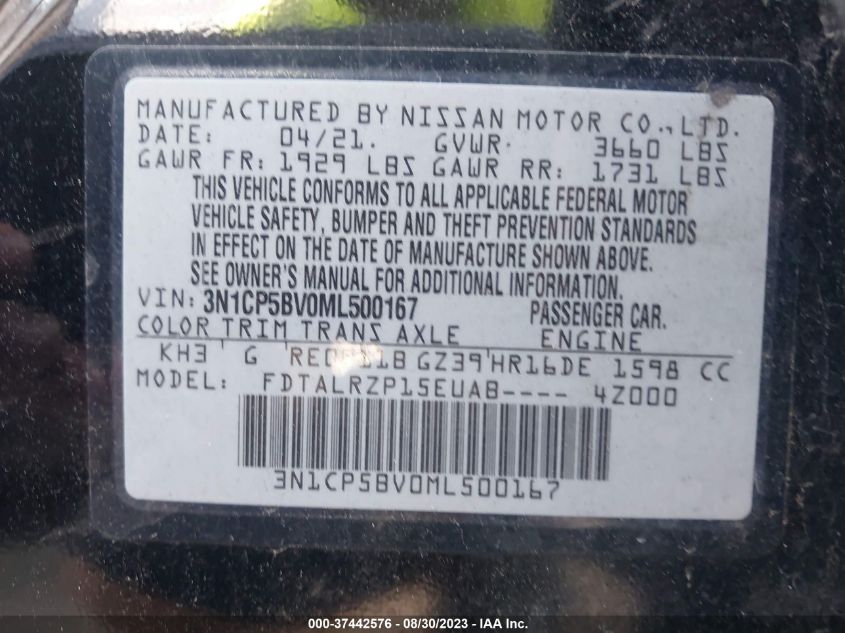 MANUFACTURED BY NISSAN MOTOR CO., LTD.
DATE: 04/21. GVWR· 3660 LBS
GAWR FR: 1929 LBS GAWR RR: 1731 LBS
THIS VEHICLE CONFORMS TO ALL APPLICABLE FEDERAL MOTOR
VEHICLE SAFETY, BUMPER AND THEFT PREVENTION STANDARDS
IN EFFECT ON THE DATE OF MANUFACTURE SHOWN ABOVE.
SEE OWNER'S MANUAL FOR ADDITIONAL INFORMATION.
VIN: 3N1CP5BV0ML500167 PASSENGER CAR.
COLOR TRIM TRANS AXLE ENGINE
KH3 ' G GZ39 ' HR16DE 1598 CC
MODEL: FDTALRZP15EUAB---- 4Z000
3N1CP5BV0ML500167
000-37442576 - 08/30/2023 - IAA Inc.